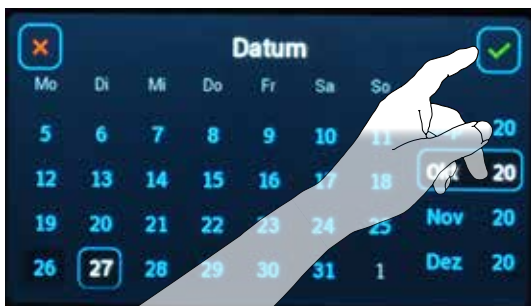 Datum
Mo Di Mi Do Fr Sa So
5 6 7 8 9 10 11 20
12 13 14 15 16 17 18 Okt 20
19 20 21 22 23 24 25 Nov 20
26 27 28 29 30 31 1 Dez 20